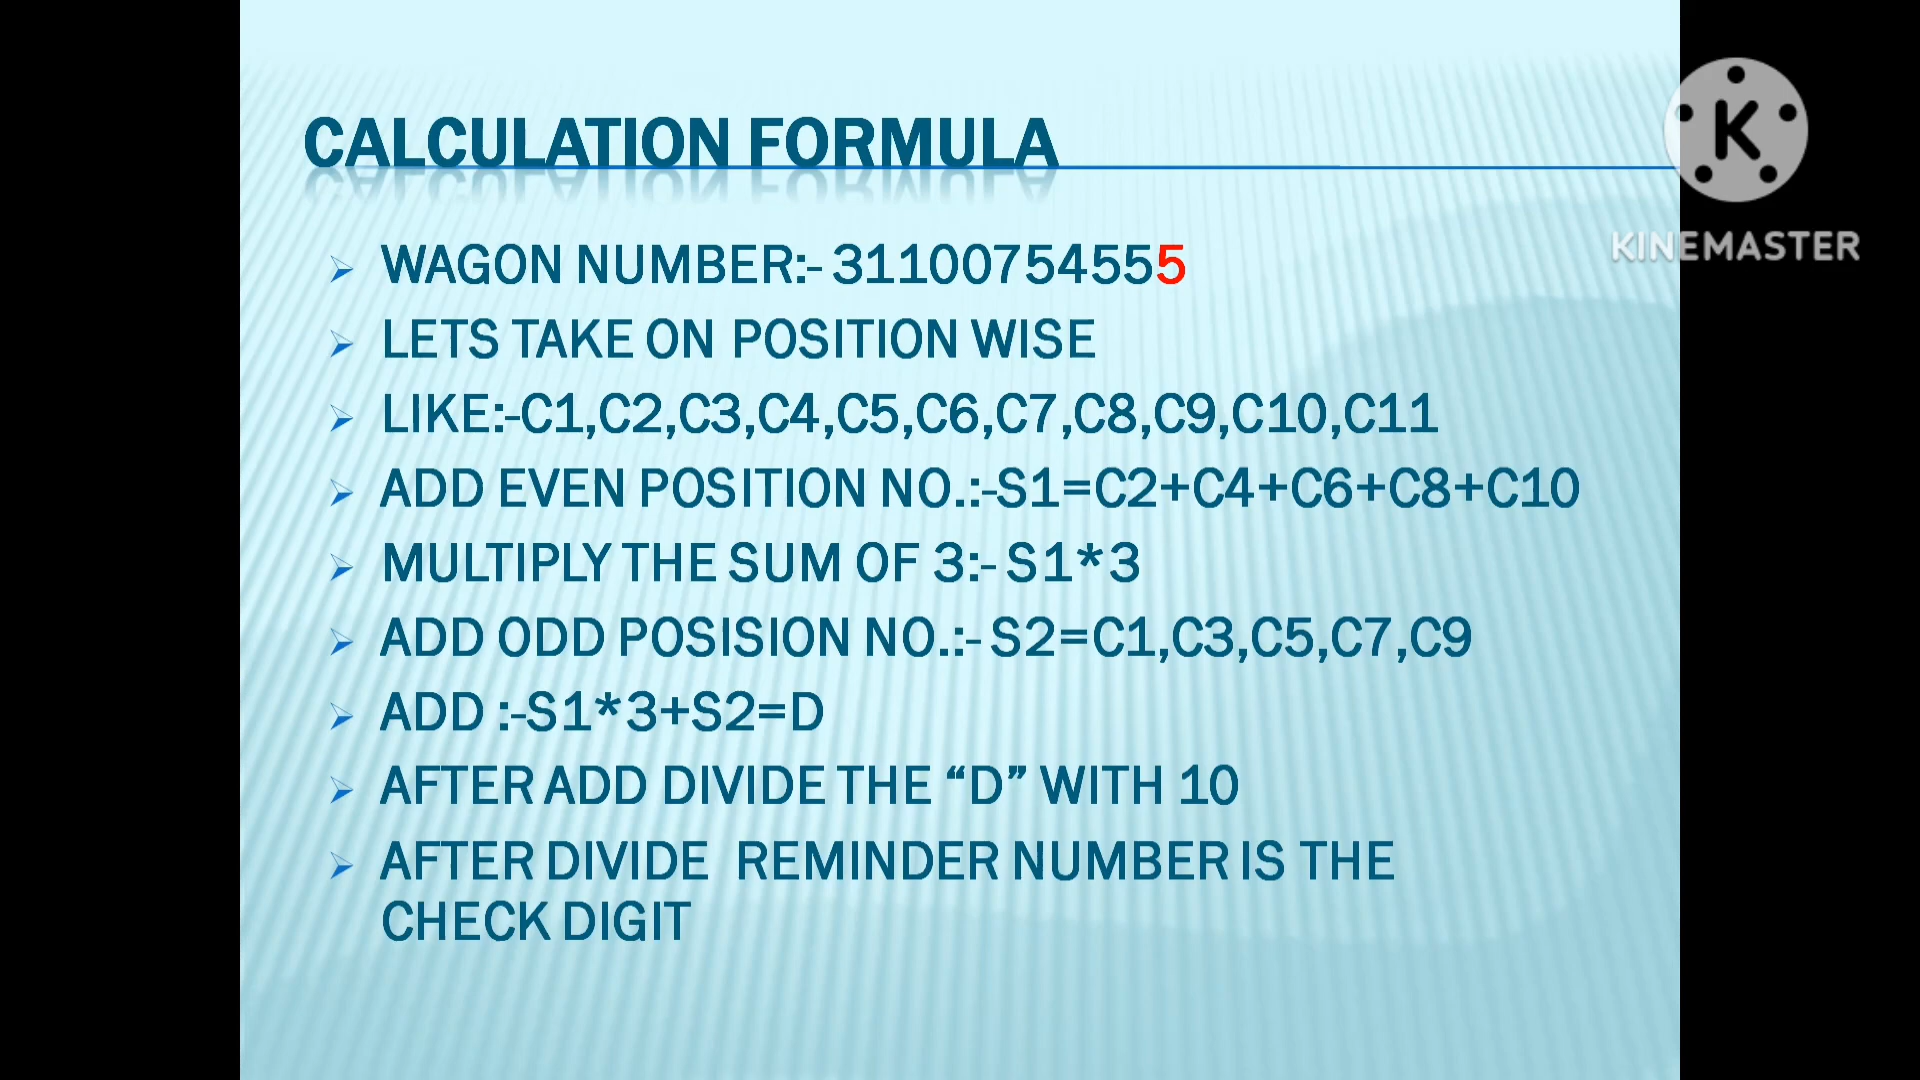 CALCULATION FORMULA
K
KINEMASTER
WAGON NUMBER:- 31100754555
LETS TAKE ON POSITION WISE
LIKE:-C1,C2,C3,C4,C5,C6,C7,C8,C9,C10,C11
ADD EVEN POSITION NO.:-S1=C2+C4+C6+C8+C10
MULTIPLY THE SUM OF 3:- S1*3
ADD ODD POSISION NO.:- S2=C1,C3,C5,C7,C9
ADD :-S1*3+S2=D
AFTER ADD DIVIDE THE “D” WITH 10
AFTER DIVIDE REMINDER NUMBER IS THE
CHECK DIGIT